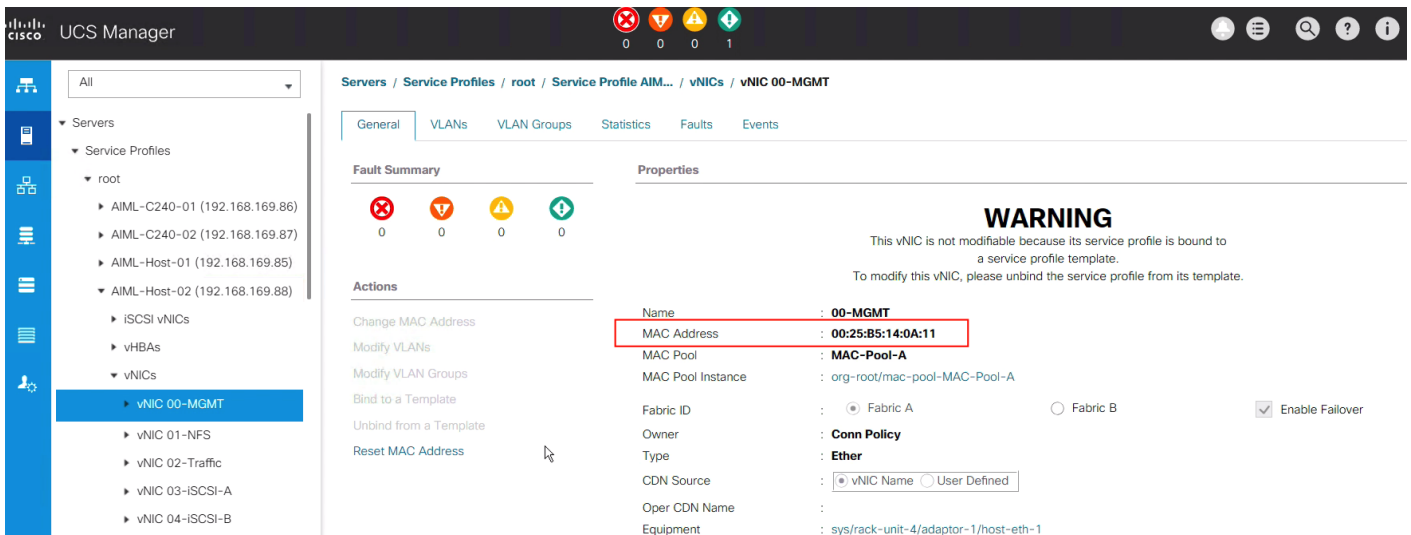 cisco UCS Manager
0 0 0 1
All
Servers
Service Profiles
root
AIML-C240-01 (192.168.169.86)
AIML-C240-02 (192.168.169.87)
AIML-Host-01 (192.168.169.85)
AIML-Host-02 (192.168.169.88)
iSCSI vNICs
vHBAs
vNICs
vNIC 00-MGMT
vNIC 01-NFS
vNIC 02-Traffic
vNIC 03-iSCSI-A
vNIC 04-iSCSI-B
Servers / Service Profiles / root / Service Profile AIM... / vNICs / vNIC 00-MGMT
General VLANs VLAN Groups Statistics Faults Events
Fault Summary
0 0 0 0
Actions
Change MAC Address
Modify VLANs
Modify VLAN Groups
Bind to a Template
Unbind from a Template
Reset MAC Address
Properties
WARNING
This vNIC is not modifiable because its service profile is bound to
a service profile template.
To modify this vNIC, please unbind the service profile from its template.
Name : 00-MGMT
MAC Address : 00:25:B5:14:0A:11
MAC Pool : MAC-Pool-A
MAC Pool Instance : org-root/mac-pool-MAC-Pool-A
Fabric ID : Fabric A Fabric B Enable Failover
Owner : Conn Policy
Type : Ether
CDN Source : vNIC Name User Defined
Oper CDN Name :
Equipment : sys/rack-unit-4/adaptor-1/host-eth-1